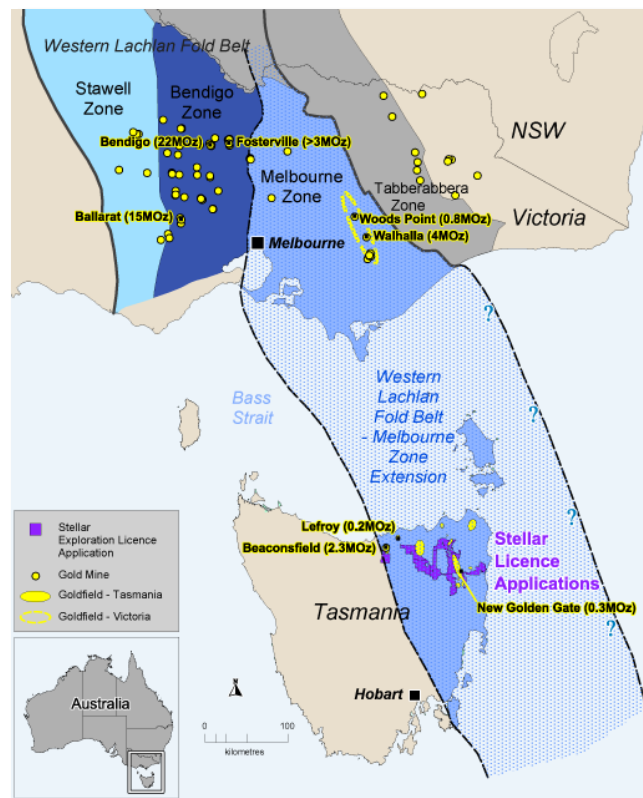 Western Lachlan Fold Belt
Stawell
Zone
Bendigo
Zone
Bendigo (22MOz)
Fosterville (>3MOz)
NSW
Melbourne
Zone
Tabberabbera
Zone
Woods Point (0.8MOz)
Victoria
Ballarat (15MOz)
Walhalla (4MOz)
Melbourne
?
Bass
Strait
Western
Lachlan
Fold Belt
- Melbourne
Zone
Extension
?
Lefroy (0.2MOz)
Stellar
Licence
Applications
Beaconsfield (2.3MOz)
New Golden Gate (0.3MOz)
?
Tasmania
Hobart
Stellar
Exploration Licence
Application
Gold Mine
Goldfield - Tasmania
Goldfield - Victoria
Australia
N
0
100
kilometres